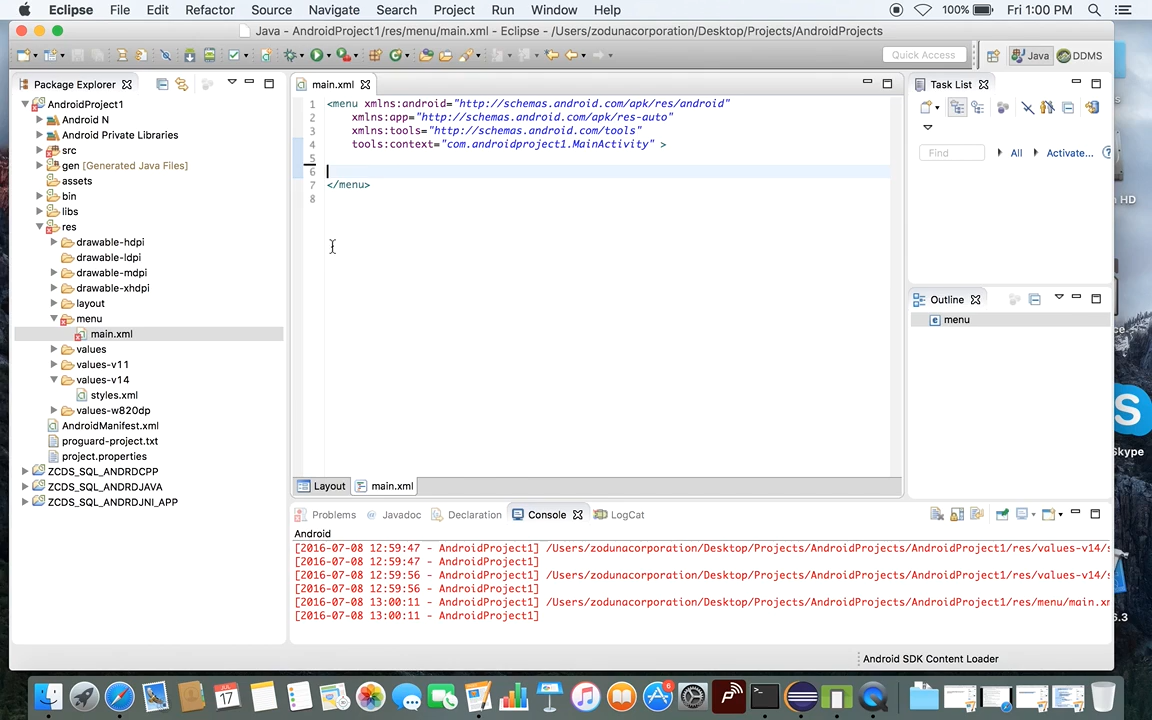 Eclipse File Edit Refactor Source Navigate Search Project Run Window Help 100% Fri 1:00 PM
Java - AndroidProject1/res/menu/main.xml - Eclipse - /Users/zodunacorporation/Desktop/Projects/AndroidProjects
Quick Access Java DDMS
Package Explorer main.xml Task List
AndroidProject1
Android N
Android Private Libraries
src
gen [Generated Java Files]
assets
bin
libs
res
drawable-hdpi
drawable-ldpi
drawable-mdpi
drawable-xhdpi
layout
menu
main.xml
values
values-v11
values-v14
styles.xml
values-w820dp
AndroidManifest.xml
proguard-project.txt
project.properties
ZCDS_SQL_ANDRDCPP
ZCDS_SQL_ANDRDJAVA
ZCDS_SQL_ANDRDJNI_APP
1 <menu xmlns:android="http://schemas.android.com/apk/res/android"
2 xmlns:app="http://schemas.android.com/apk/res-auto"
3 xmlns:tools="http://schemas.android.com/tools"
4 tools:context="com.androidproject1.MainActivity" >
5
6
7 </menu>
8
Find All Activate...
Outline
menu
Layout main.xml
Problems Javadoc Declaration Console LogCat
Android
[2016-07-08 12:59:47 - AndroidProject1] /Users/zodunacorporation/Desktop/Projects/AndroidProjects/AndroidProject1/res/values-v14/s
[2016-07-08 12:59:47 - AndroidProject1]
[2016-07-08 12:59:56 - AndroidProject1] /Users/zodunacorporation/Desktop/Projects/AndroidProjects/AndroidProject1/res/values-v14/s
[2016-07-08 12:59:56 - AndroidProject1]
[2016-07-08 13:00:11 - AndroidProject1] /Users/zodunacorporation/Desktop/Projects/AndroidProjects/AndroidProject1/res/menu/main.xm
[2016-07-08 13:00:11 - AndroidProject1]
Android SDK Content Loader
HD
Skype
6.3
17
6